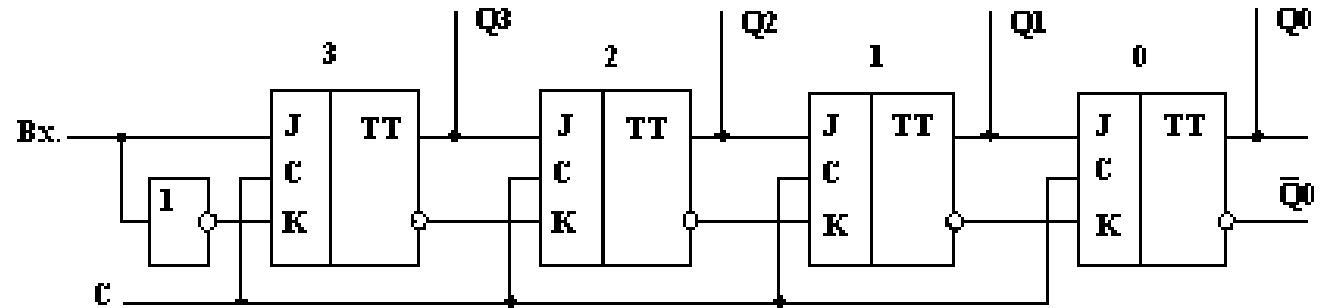 Q3 Q2 Q1 Q0
3 2 1 0
Вх. J TT J TT J TT J TT
C C C C
1 K K K K Q̅0
C